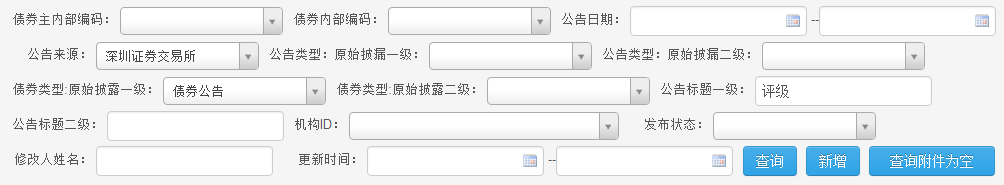 债券主内部编码： 债券内部编码： 公告日期： --
公告来源： 深圳证券交易所 公告类型：原始披漏一级： 公告类型：原始披漏二级：
债券类型:原始披露一级： 债券公告 债券类型:原始披露二级： 公告标题一级： 评级
公告标题二级： 机构ID： 发布状态：
修改人姓名： 更新时间： -- 查询 新增 查询附件为空